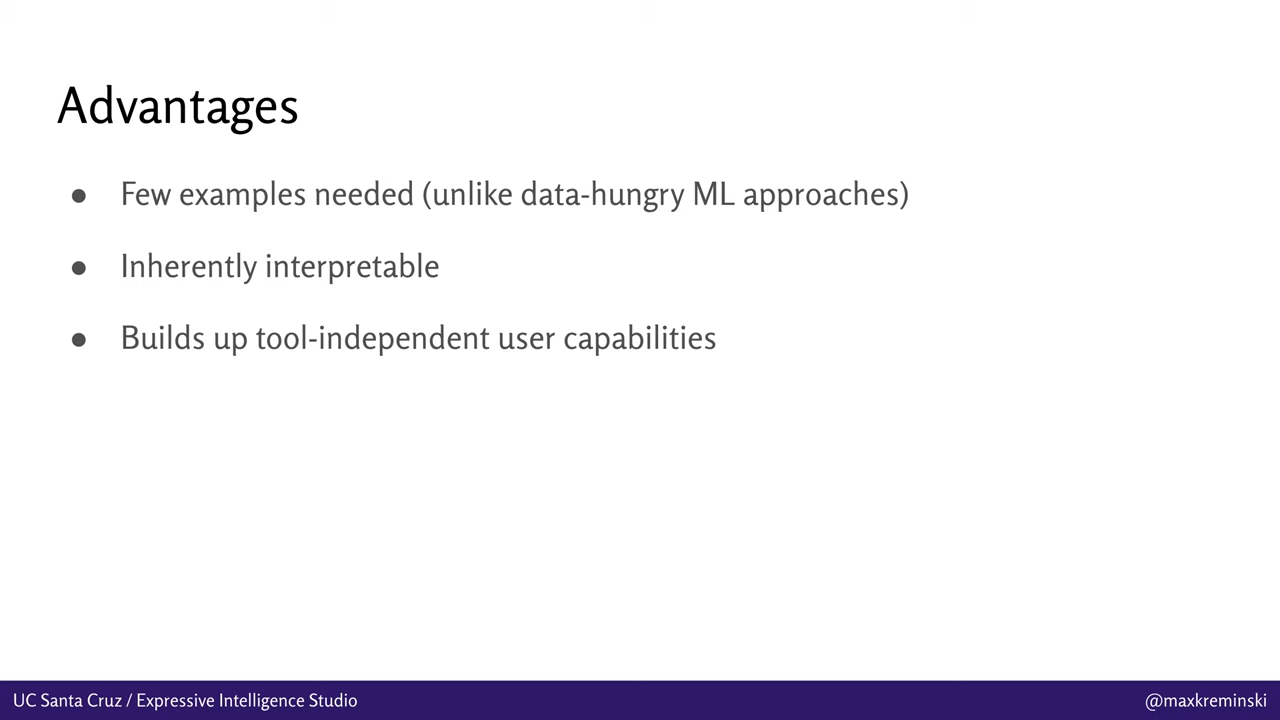 Advantages
● Few examples needed (unlike data-hungry ML approaches)
● Inherently interpretable
● Builds up tool-independent user capabilities
UC Santa Cruz / Expressive Intelligence Studio
@maxkreminski